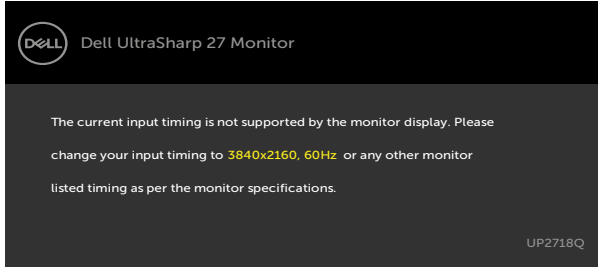 DELL Dell UltraSharp 27 Monitor
The current input timing is not supported by the monitor display. Please
change your input timing to 3840x2160, 60Hz or any other monitor
listed timing as per the monitor specifications.
UP2718Q